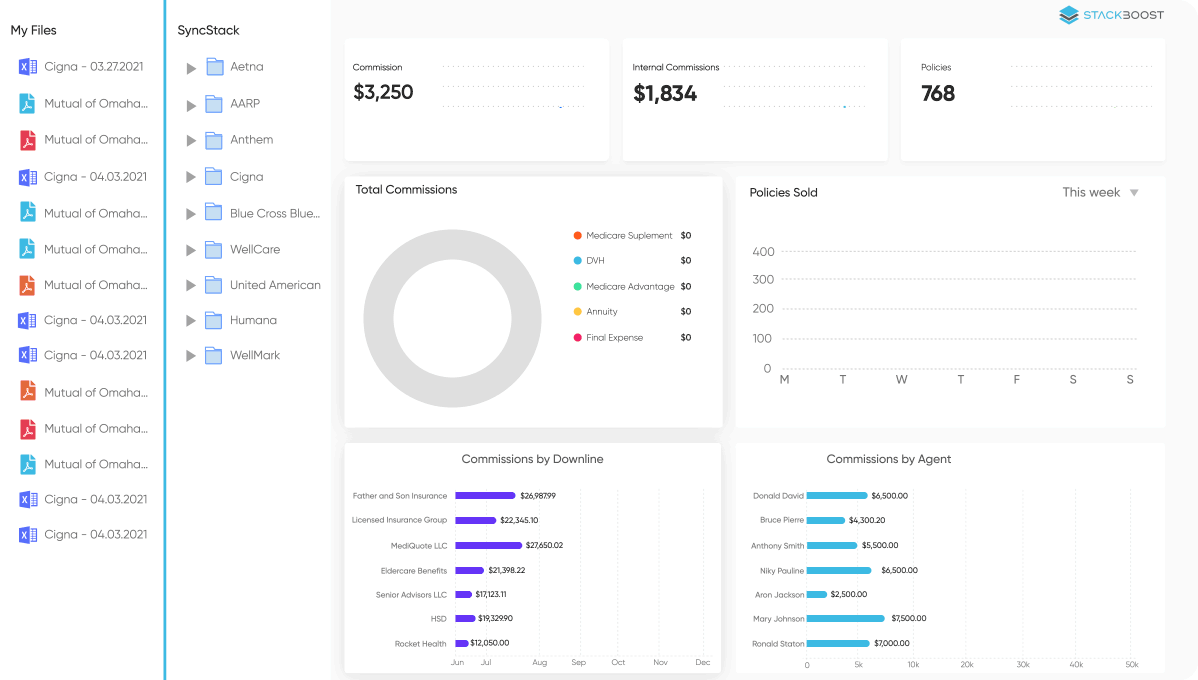 STACKBOOST
My Files
Cigna - 03.27.2021
Mutual of Omaha...
Mutual of Omaha...
Cigna - 04.03.2021
Mutual of Omaha...
Mutual of Omaha...
Mutual of Omaha...
Cigna - 04.03.2021
Cigna - 04.03.2021
Mutual of Omaha...
Mutual of Omaha...
Mutual of Omaha...
Cigna - 04.03.2021
Cigna - 04.03.2021
SyncStack
Aetna
AARP
Anthem
Cigna
Blue Cross Blue...
WellCare
United American
Humana
WellMark
Commission
$3,250
Internal Commissions
$1,834
Policies
768
Total Commissions
Medicare Suplement $0
DVH $0
Medicare Advantage $0
Annuity $0
Final Expense $0
Policies Sold
This week
400
300
200
100
0
M T W T F S S
Commissions by Downline
Father and Son Insurance $26,987.99
Licensed Insurance Group $22,345.10
MediQuote LLC $27,650.02
Eldercare Benefits $21,398.22
Senior Advisors LLC $17,123.11
HSD $19,329.90
Rocket Health $12,050.00
Jun Jul Aug Sep Oct Nov Dec
Commissions by Agent
Donald David $6,500.00
Bruce Pierre $4,300.20
Anthony Smith $5,500.00
Niky Pauline $6,500.00
Aron Jackson $2,500.00
Mary Johnson $7,500.00
Ronald Staton $7,000.00
0 5k 10k 20k 30k 40k 50k